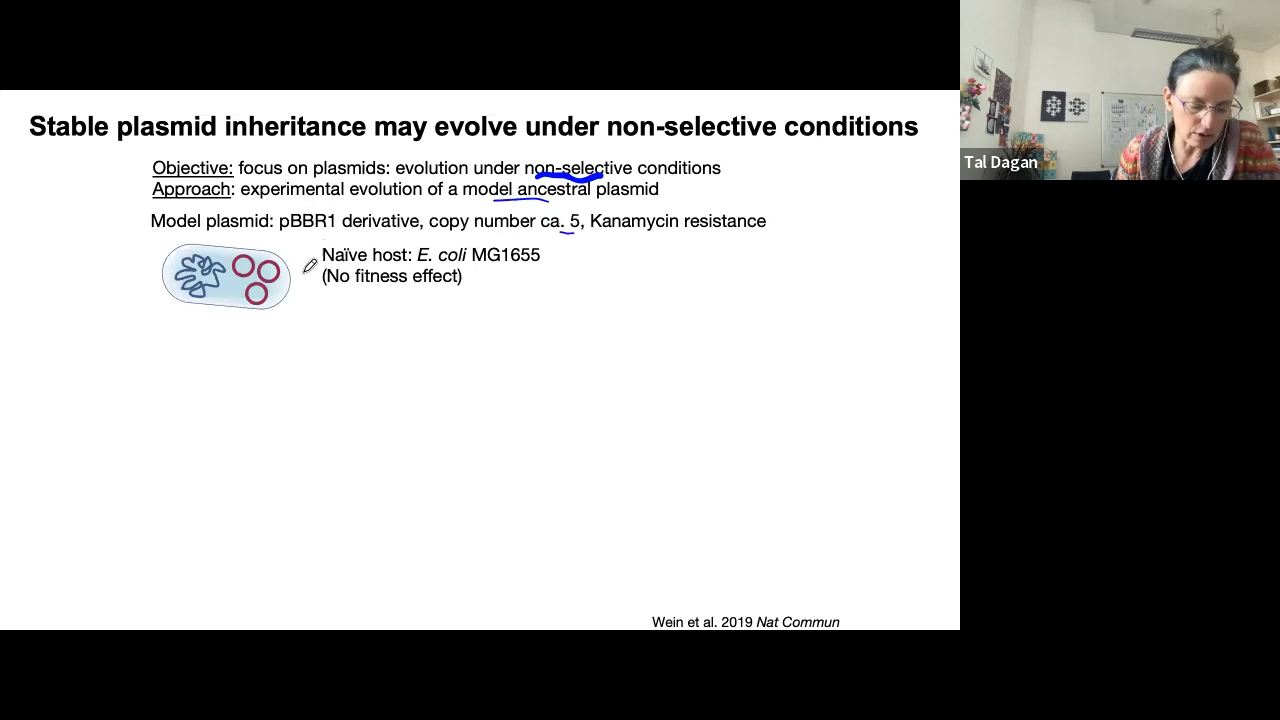 Stable plasmid inheritance may evolve under non-selective conditions
Objective: focus on plasmids: evolution under non-selective conditions
Approach: experimental evolution of a model ancestral plasmid
Model plasmid: pBBR1 derivative, copy number ca. 5, Kanamycin resistance
Naïve host: E. coli MG1655
(No fitness effect)
Wein et al. 2019 Nat Commun
Tal Dagan